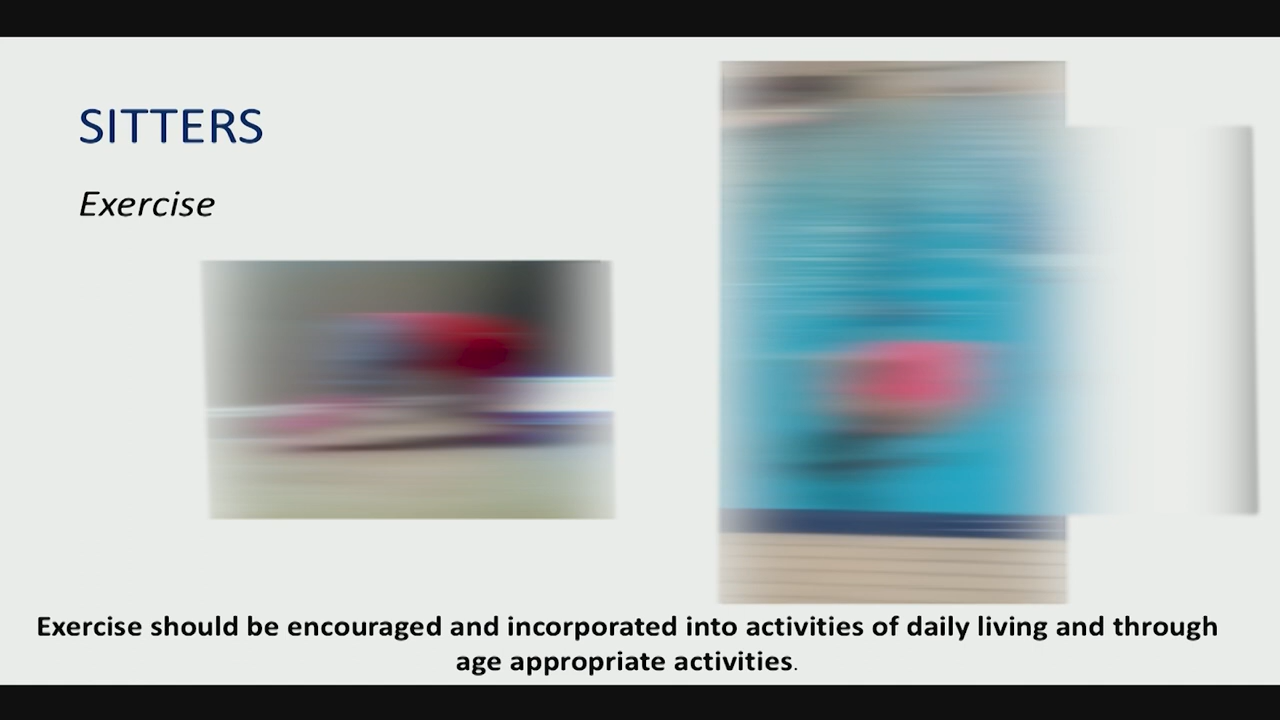 SITTERS
Exercise
Exercise should be encouraged and incorporated into activities of daily living and through
age appropriate activities.